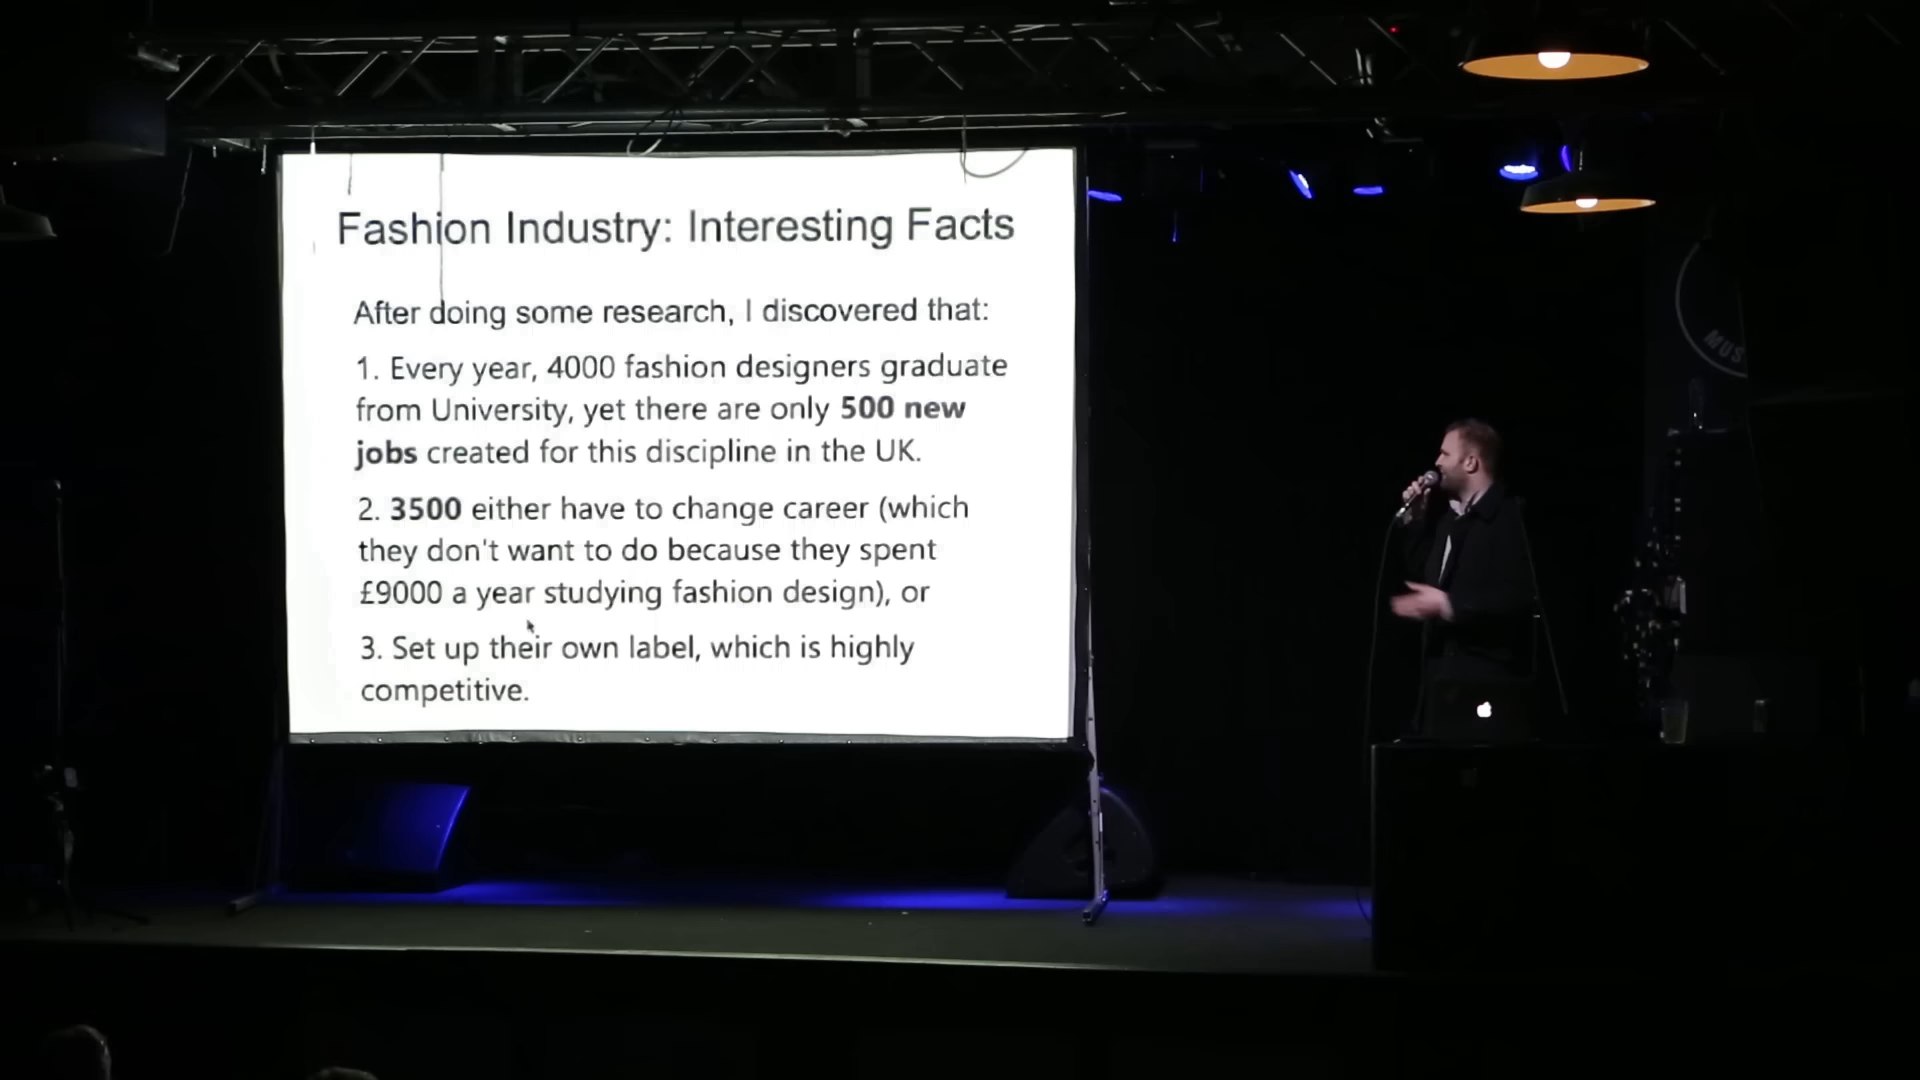 Fashion Industry: Interesting Facts
After doing some research, I discovered that:
1. Every year, 4000 fashion designers graduate
from University, yet there are only 500 new
jobs created for this discipline in the UK.
2. 3500 either have to change career (which
they don't want to do because they spent
£9000 a year studying fashion design), or
3. Set up their own label, which is highly
competitive.
MUS